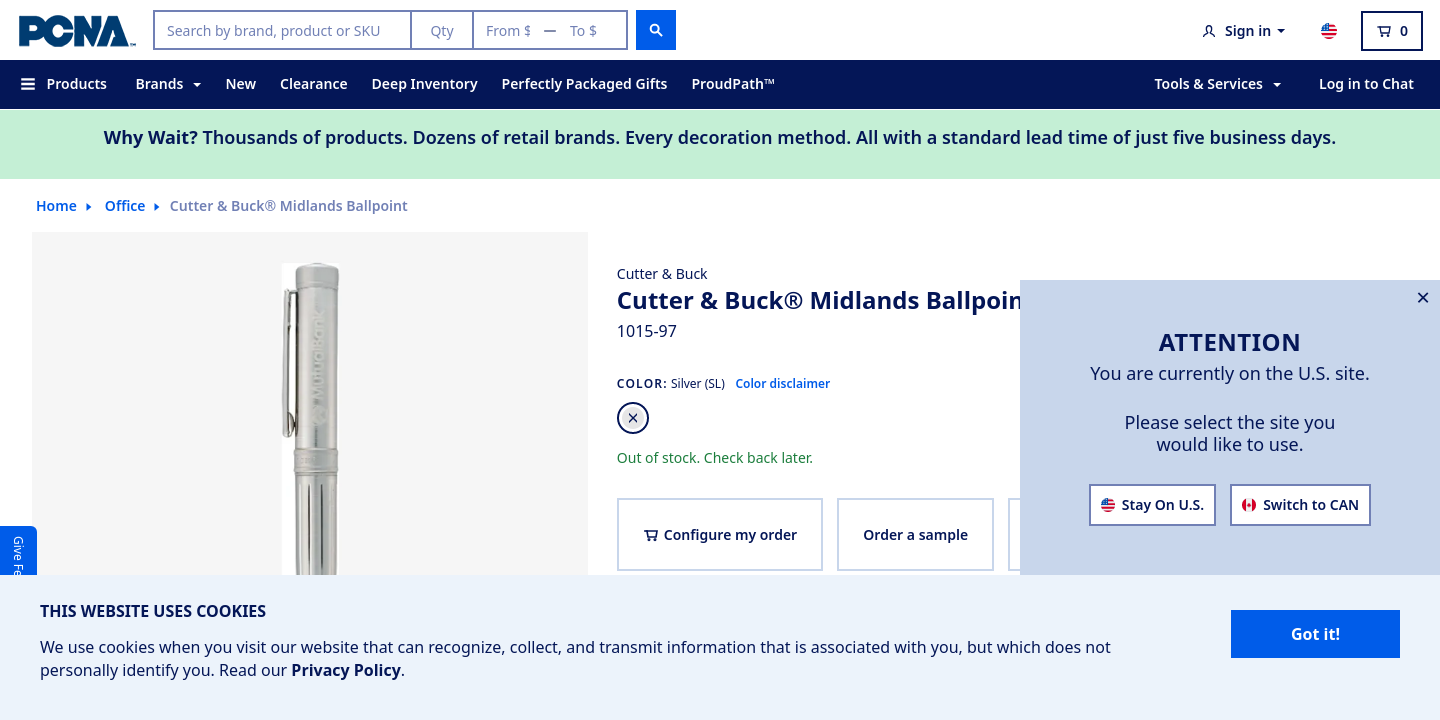 PCNA™
Search by brand, product or SKU
Qty
From $ — To $
Sign in
0
Products
Brands
New
Clearance
Deep Inventory
Perfectly Packaged Gifts
ProudPath™
Tools & Services
Log in to Chat
Why Wait? Thousands of products. Dozens of retail brands. Every decoration method. All with a standard lead time of just five business days.
Home
Office
Cutter & Buck® Midlands Ballpoint
MutualBank
Cutter & Buck
Cutter & Buck® Midlands Ballpoin
1015-97
COLOR: Silver (SL) Color disclaimer
Out of stock. Check back later.
Configure my order
Order a sample
ATTENTION
You are currently on the U.S. site.
Please select the site you
would like to use.
Stay On U.S.
Switch to CAN
Give Fe
THIS WEBSITE USES COOKIES
We use cookies when you visit our website that can recognize, collect, and transmit information that is associated with you, but which does not
personally identify you. Read our Privacy Policy.
Got it!